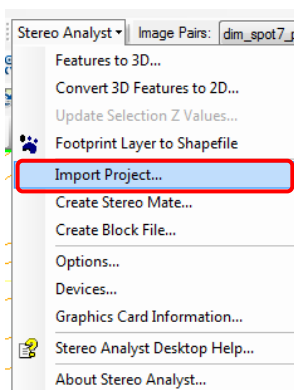 Stereo Analyst Image Pairs: dim_spot7_p
Features to 3D...
Convert 3D Features to 2D...
Update Selection Z Values...
Footprint Layer to Shapefile
Import Project...
Create Stereo Mate...
Create Block File...
Options...
Devices...
Graphics Card Information...
Stereo Analyst Desktop Help...
About Stereo Analyst...